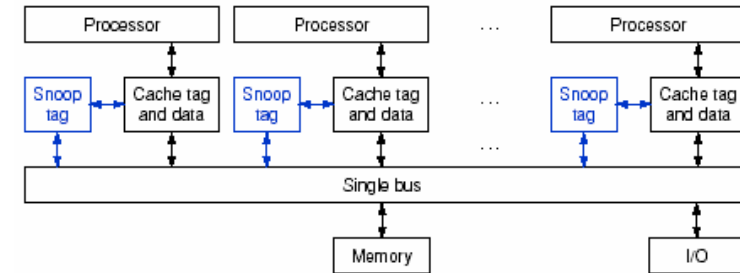 Processor
Processor
...
Processor
Snoop
tag
Cache tag
and data
Snoop
tag
Cache tag
and data
...
Snoop
tag
Cache tag
and data
...
Single bus
Memory
I/O